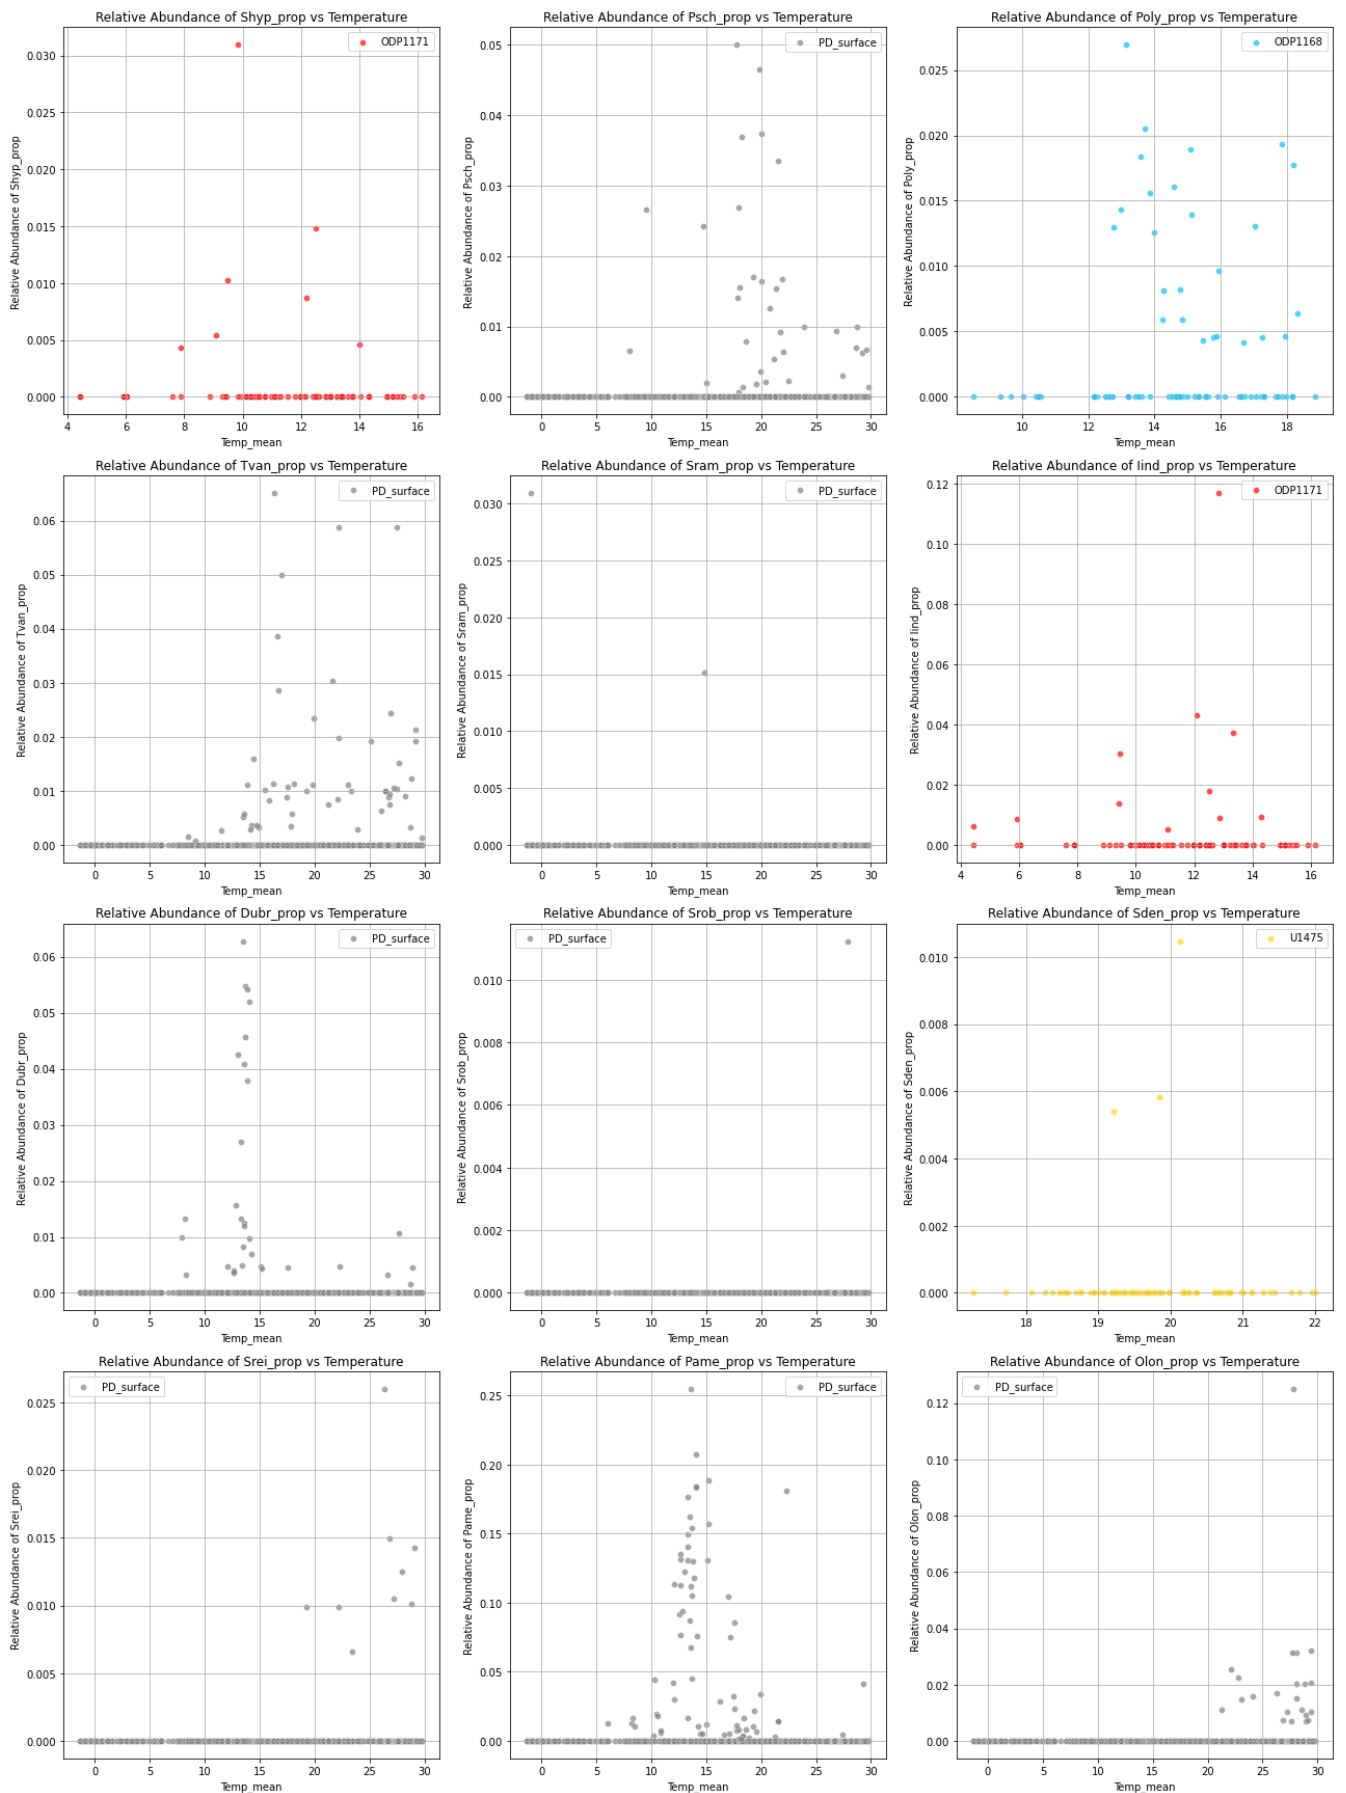 Relative Abundance of Shyp_prop vs Temperature
ODP1171
Relative Abundance of Shyp_prop
0.030
0.025
0.020
0.015
0.010
0.005
0.000
4 6 8 10 12 14 16
Temp_mean
Relative Abundance of Psch_prop vs Temperature
PD_surface
Relative Abundance of Psch_prop
0.05
0.04
0.03
0.02
0.01
0.00
0 5 10 15 20 25 30
Temp_mean
Relative Abundance of Poly_prop vs Temperature
ODP1168
Relative Abundance of Poly_prop
0.025
0.020
0.015
0.010
0.005
0.000
10 12 14 16 18
Temp_mean
Relative Abundance of Tvan_prop vs Temperature
PD_surface
Relative Abundance of Tvan_prop
0.06
0.05
0.04
0.03
0.02
0.01
0.00
0 5 10 15 20 25 30
Temp_mean
Relative Abundance of Sram_prop vs Temperature
PD_surface
Relative Abundance of Sram_prop
0.030
0.025
0.020
0.015
0.010
0.005
0.000
0 5 10 15 20 25 30
Temp_mean
Relative Abundance of Iind_prop vs Temperature
ODP1171
Relative Abundance of Iind_prop
0.12
0.10
0.08
0.06
0.04
0.02
0.00
4 6 8 10 12 14 16
Temp_mean
Relative Abundance of Dubr_prop vs Temperature
PD_surface
Relative Abundance of Dubr_prop
0.06
0.05
0.04
0.03
0.02
0.01
0.00
0 5 10 15 20 25 30
Temp_mean
Relative Abundance of Srob_prop vs Temperature
PD_surface
Relative Abundance of Srob_prop
0.010
0.008
0.006
0.004
0.002
0.000
0 5 10 15 20 25 30
Temp_mean
Relative Abundance of Sden_prop vs Temperature
U1475
Relative Abundance of Sden_prop
0.010
0.008
0.006
0.004
0.002
0.000
18 19 20 21 22
Temp_mean
Relative Abundance of Srei_prop vs Temperature
PD_surface
Relative Abundance of Srei_prop
0.025
0.020
0.015
0.010
0.005
0.000
0 5 10 15 20 25 30
Temp_mean
Relative Abundance of Pame_prop vs Temperature
PD_surface
Relative Abundance of Pame_prop
0.25
0.20
0.15
0.10
0.05
0.00
0 5 10 15 20 25 30
Temp_mean
Relative Abundance of Olon_prop vs Temperature
PD_surface
Relative Abundance of Olon_prop
0.12
0.10
0.08
0.06
0.04
0.02
0.00
0 5 10 15 20 25 30
Temp_mean